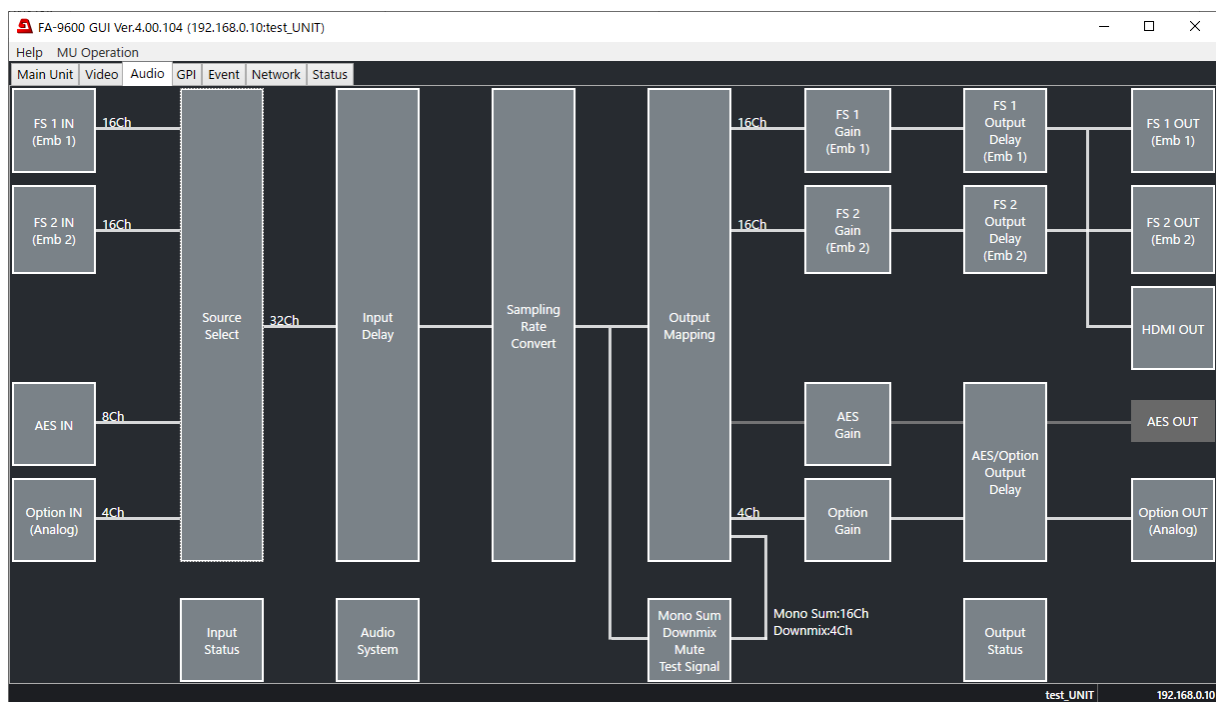 FA-9600 GUI Ver.4.00.104 (192.168.0.10:test_UNIT)
Help MU Operation
Main Unit Video Audio GPI Event Network Status
FS 1 IN
(Emb 1)
16Ch
FS 2 IN
(Emb 2)
16Ch
AES IN
8Ch
Option IN
(Analog)
4Ch
Source
Select
32Ch
Input
Delay
Sampling
Rate
Convert
Output
Mapping
16Ch
FS 1
Gain
(Emb 1)
FS 1
Output
Delay
(Emb 1)
FS 1 OUT
(Emb 1)
16Ch
FS 2
Gain
(Emb 2)
FS 2
Output
Delay
(Emb 2)
FS 2 OUT
(Emb 2)
HDMI OUT
AES
Gain
AES/Option
Output
Delay
AES OUT
4Ch
Option
Gain
Option OUT
(Analog)
Input
Status
Audio
System
Mono Sum
Downmix
Mute
Test Signal
Mono Sum:16Ch
Downmix:4Ch
Output
Status
test_UNIT
192.168.0.10